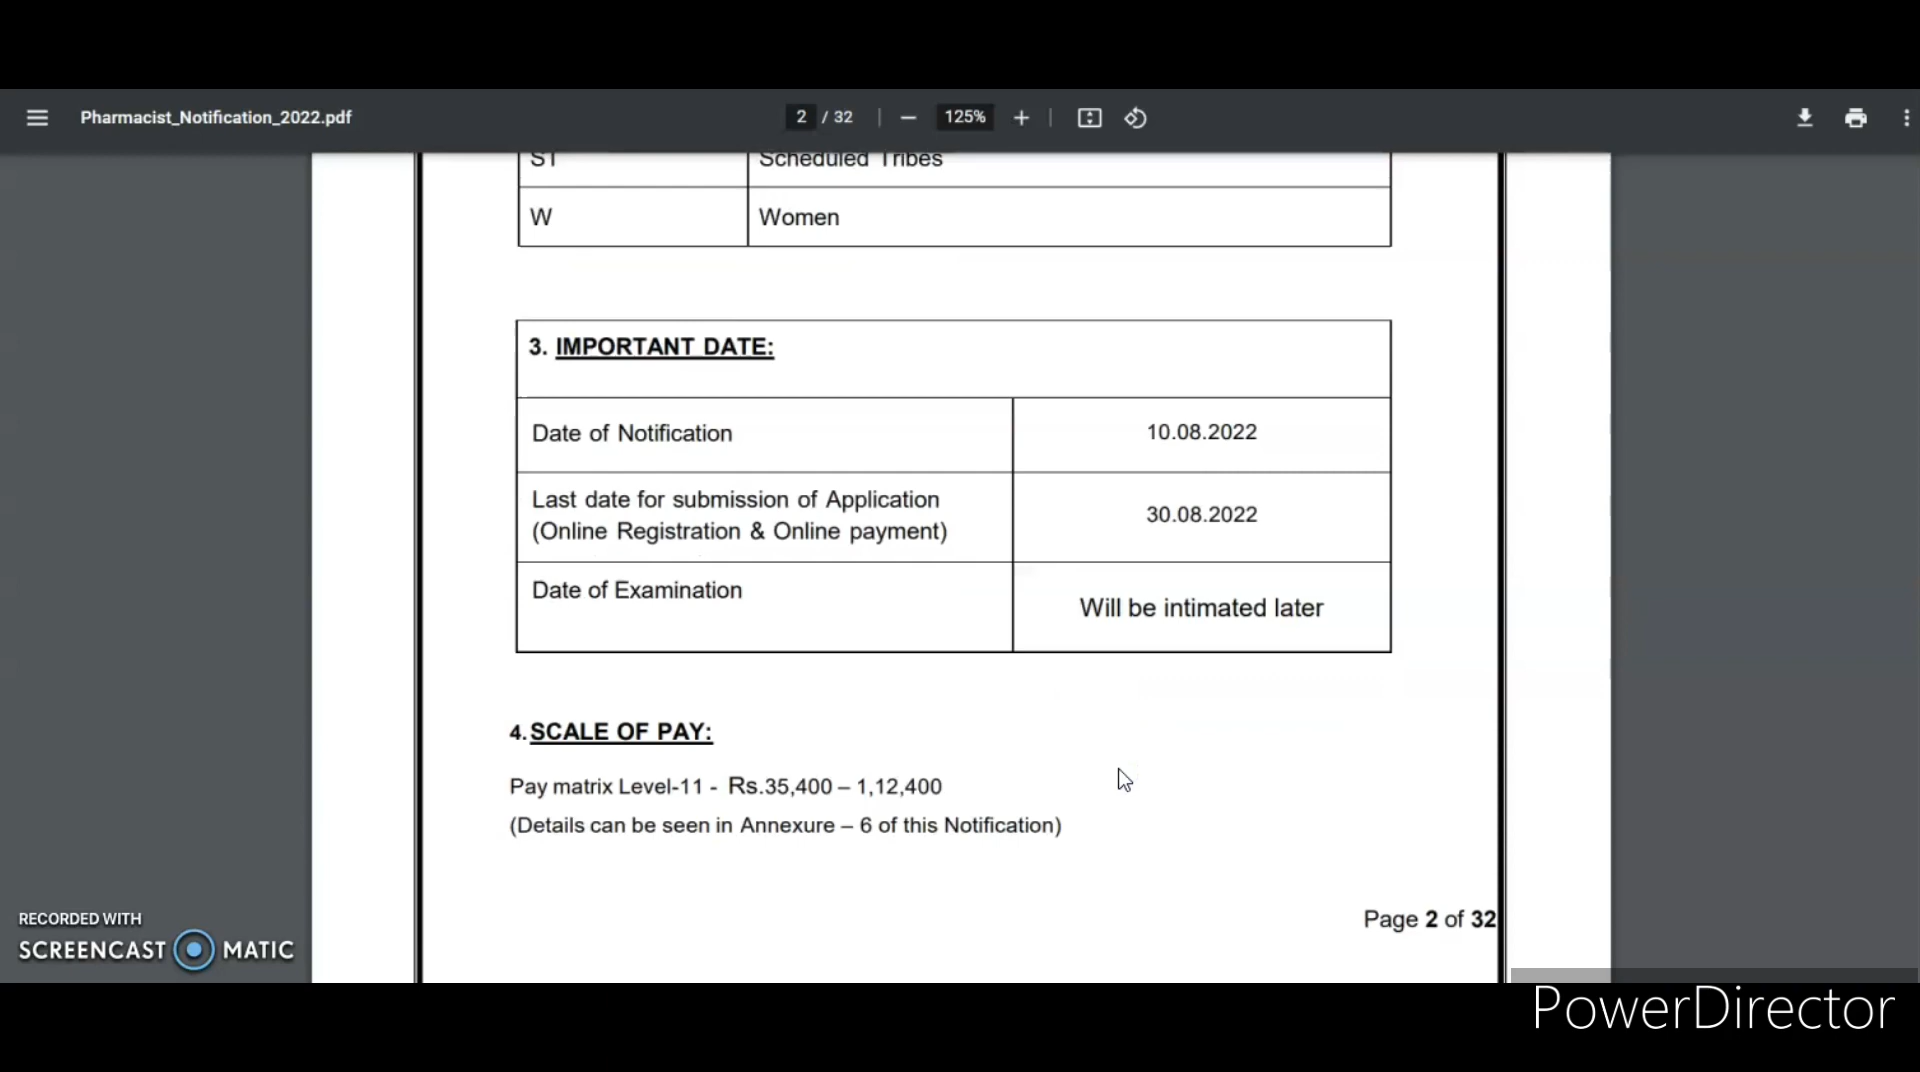 Pharmacist_Notification_2022.pdf
2 / 32
125%
ST Scheduled Tribes
W Women
3. IMPORTANT DATE:
Date of Notification 10.08.2022
Last date for submission of Application
(Online Registration & Online payment) 30.08.2022
Date of Examination
Will be intimated later
4.SCALE OF PAY:
Pay matrix Level-11 - Rs.35,400 – 1,12,400
(Details can be seen in Annexure – 6 of this Notification)
Page 2 of 32
RECORDED WITH
SCREENCAST MATIC
PowerDirector